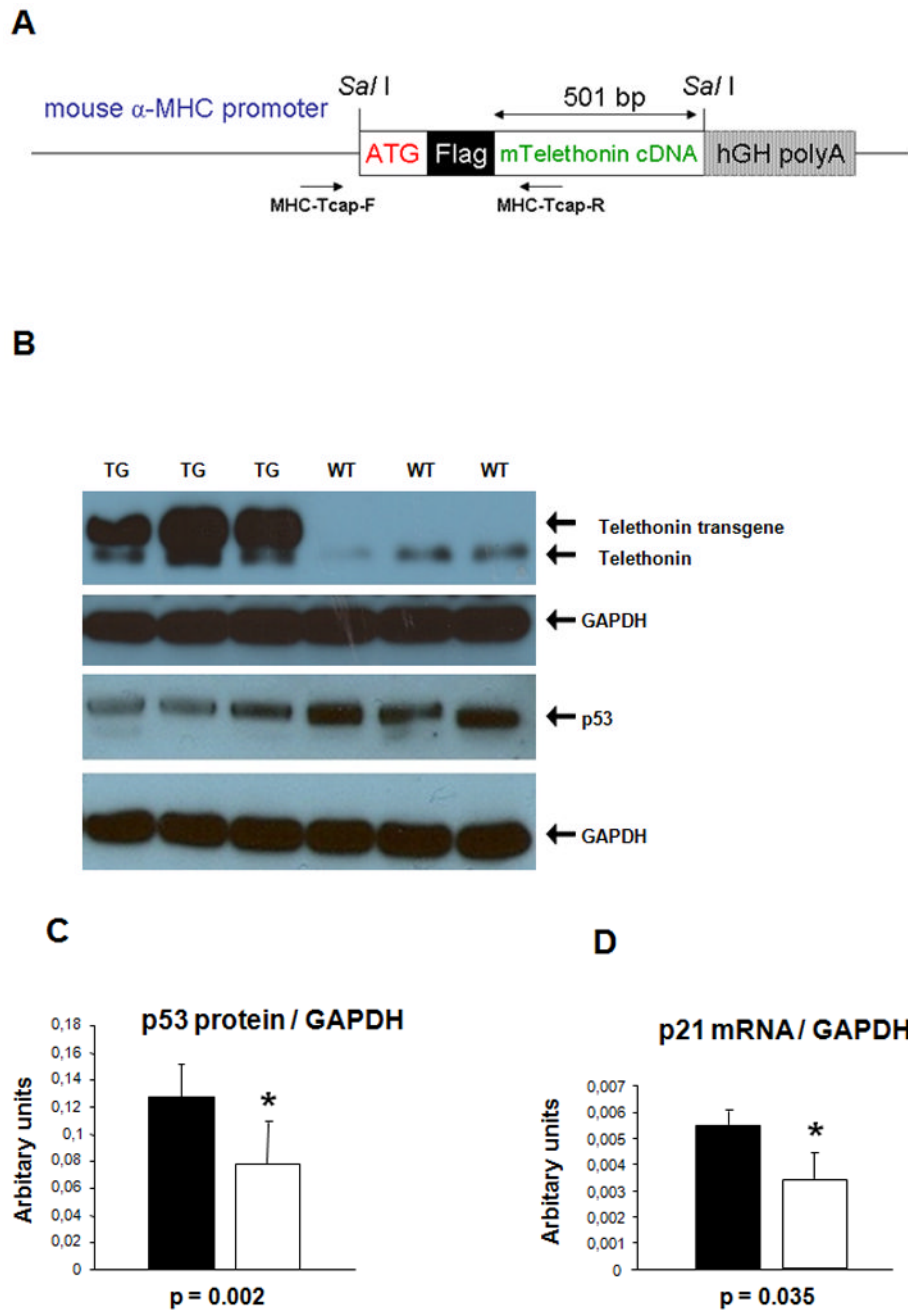 A
mouse α-MHC promoter
Sal I
501 bp
Sal I
ATG
Flag
mTelethonin cDNA
hGH polyA
MHC-Tcap-F
MHC-Tcap-R
B
TG TG TG WT WT WT
Telethonin transgene
Telethonin
GAPDH
p53
GAPDH
C
p53 protein / GAPDH
Arbitary units
0,18
0,16
0,14
0,12
0,1
0,08
0,06
0,04
0,02
0
*
p = 0.002
D
p21 mRNA / GAPDH
Arbitary units
0,007
0,006
0,005
0,004
0,003
0,002
0,001
0
*
p = 0.035